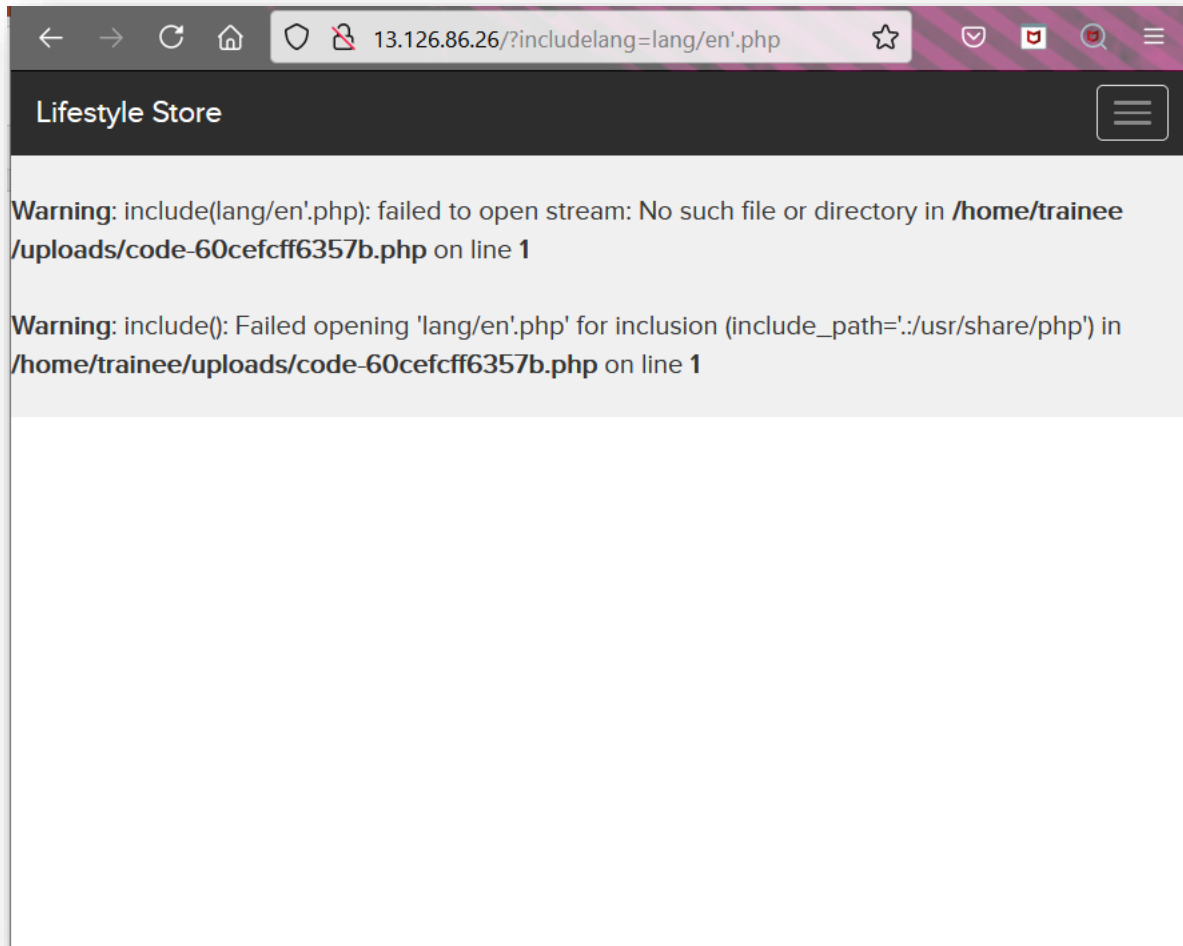 13.126.86.26/?includelang=lang/en'.php
Lifestyle Store
Warning: include(lang/en'.php): failed to open stream: No such file or directory in /home/trainee
/uploads/code-60cefcff6357b.php on line 1
Warning: include(): Failed opening 'lang/en'.php' for inclusion (include_path='.:/usr/share/php') in
/home/trainee/uploads/code-60cefcff6357b.php on line 1